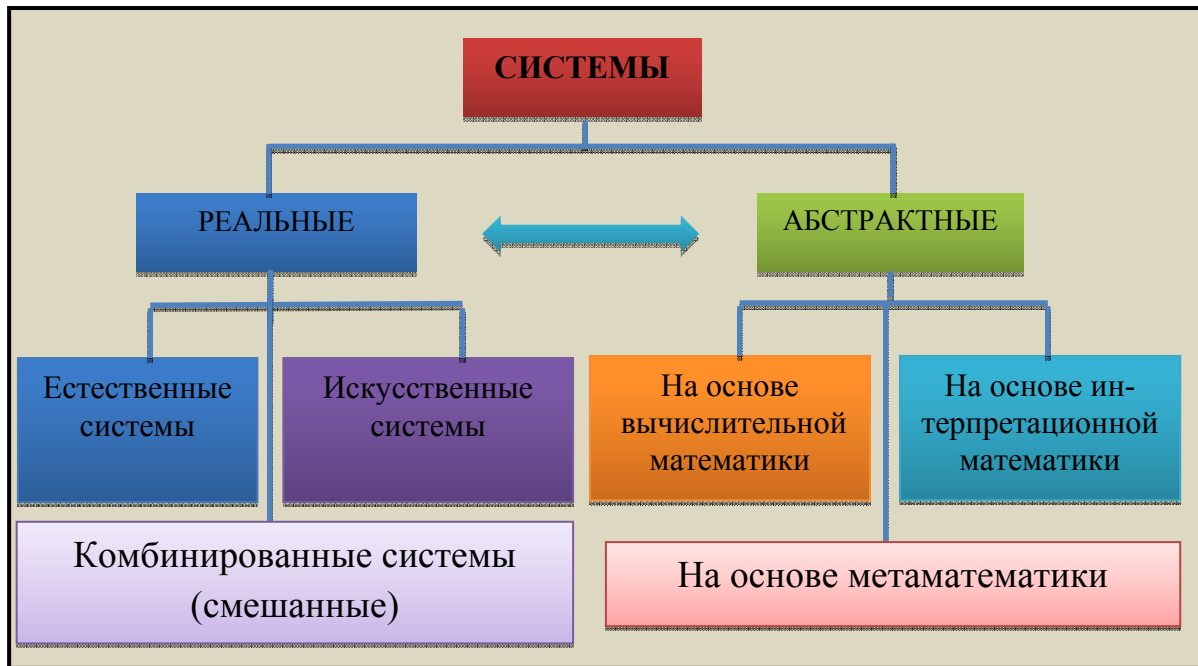 СИСТЕМЫ
РЕАЛЬНЫЕ
АБСТРАКТНЫЕ
Естественные
системы
Искусственные
системы
На основе
вычислительной
математики
На основе ин-
терпретационной
математики
Комбинированные системы
(смешанные)
На основе метаматематики